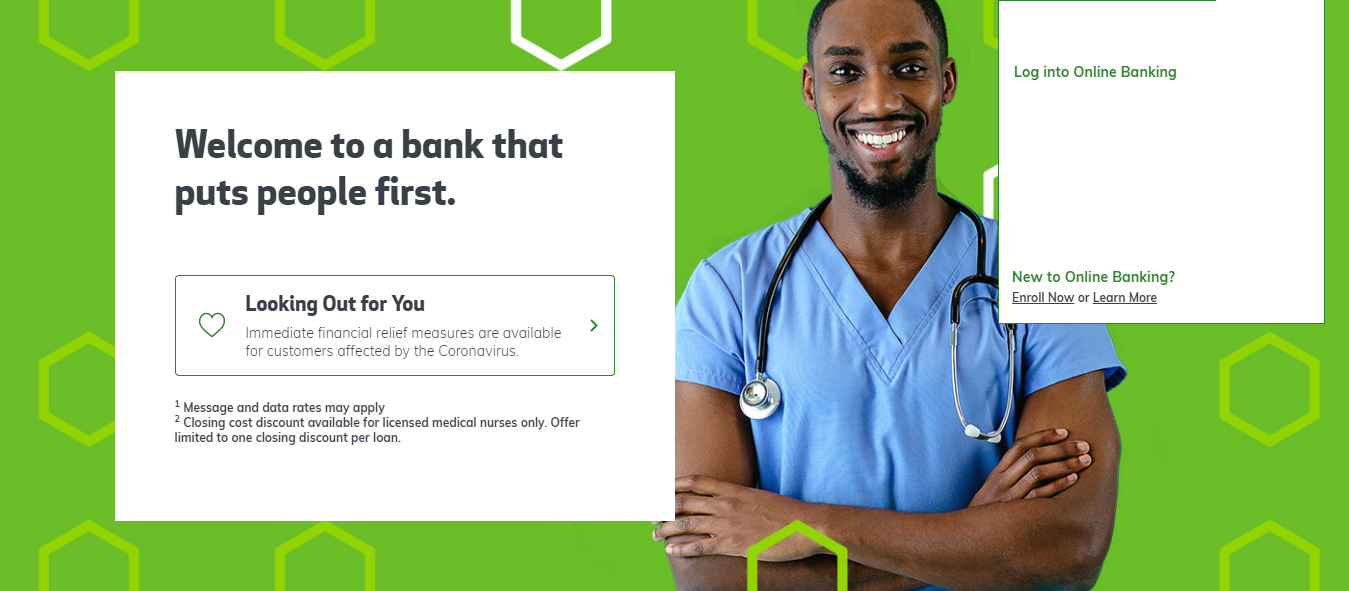 Welcome to a bank that
puts people first.
Looking Out for You
Immediate financial relief measures are available
for customers affected by the Coronavirus.
1 Message and data rates may apply
2 Closing cost discount available for licensed medical nurses only. Offer
limited to one closing discount per loan.
Log into Online Banking
New to Online Banking?
Enroll Now or Learn More